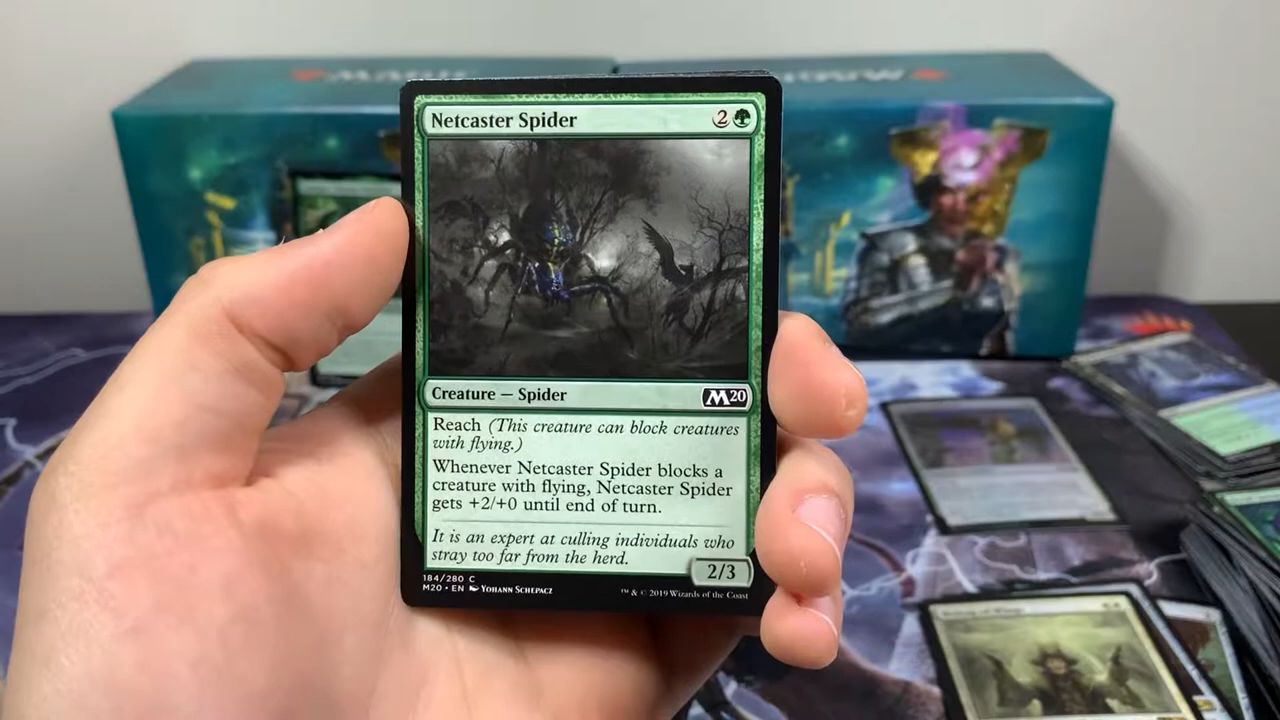 Netcaster Spider 2
Creature — Spider M20
Reach (This creature can block creatures
with flying.)
Whenever Netcaster Spider blocks a
creature with flying, Netcaster Spider
gets +2/+0 until end of turn.
It is an expert at culling individuals who
stray too far from the herd.
2/3
184/280 C
M20 • EN YOHANN SCHEPACZ
™ & © 2019 Wizards of the Coast